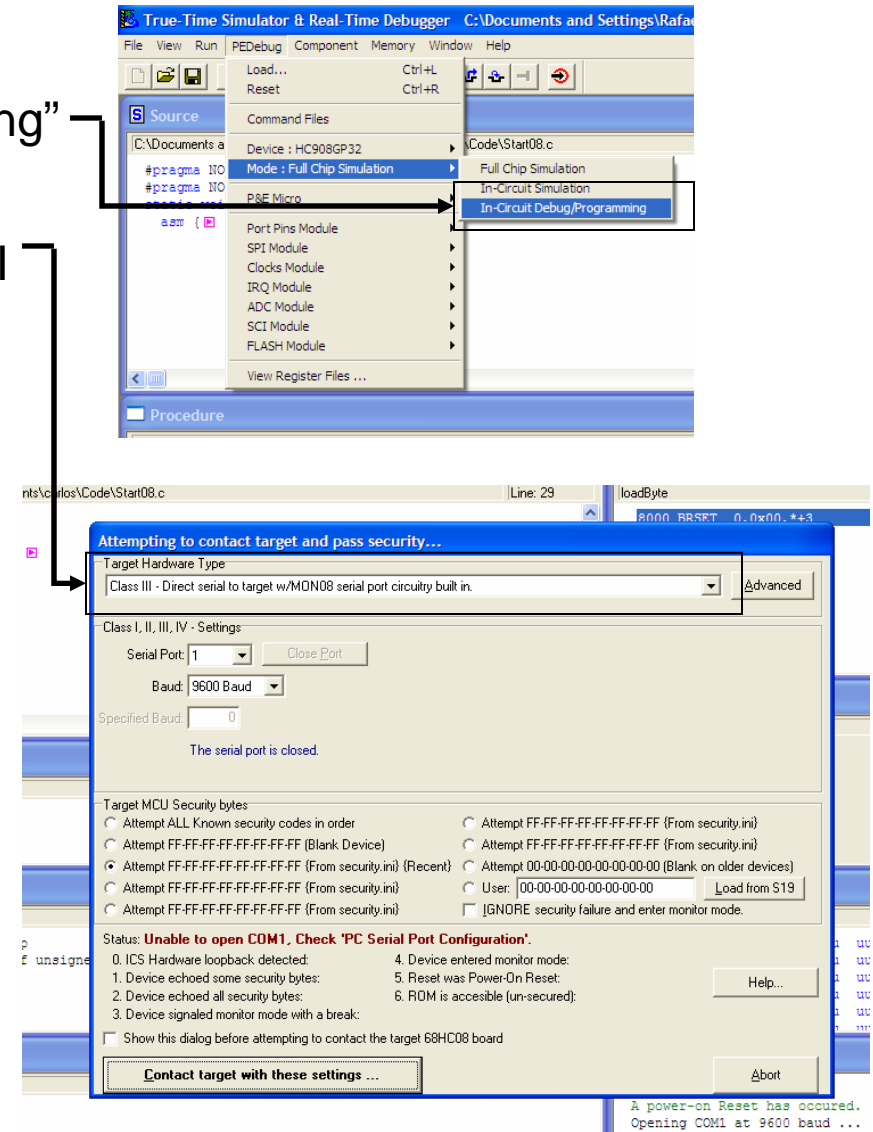 True-Time Simulator & Real-Time Debugger C:\Documents and Settings\Rafae
File View Run PEDebug Component Memory Window Help
Load... Ctrl+L
Reset Ctrl+R
Command Files
Device : HC908GP32
Mode : Full Chip Simulation
P&E Micro
Port Pins Module
SPI Module
Clocks Module
IRQ Module
ADC Module
SCI Module
FLASH Module
View Register Files ...
Full Chip Simulation
In-Circuit Simulation
In-Circuit Debug/Programming
S Source
C:\Documents a \Code\Start08.c
#pragma NO
#pragma NO
asm {
Procedure
ng”
nts\carlos\Code\Start08.c Line: 29
loadByte
8000 BRSET 0,0x00,*+3
Attempting to contact target and pass security...
Target Hardware Type
Class III - Direct serial to target w/MON08 serial port circuitry built in.
Advanced
Class I, II, III, IV - Settings
Serial Port: 1 Close Port
Baud: 9600 Baud
Specified Baud: 0
The serial port is closed.
Target MCU Security bytes
Attempt ALL Known security codes in order
Attempt FF-FF-FF-FF-FF-FF-FF-FF (Blank Device)
Attempt FF-FF-FF-FF-FF-FF-FF-FF {From security.ini} {Recent}
Attempt FF-FF-FF-FF-FF-FF-FF-FF {From security.ini}
Attempt FF-FF-FF-FF-FF-FF-FF-FF {From security.ini}
Attempt FF-FF-FF-FF-FF-FF-FF-FF {From security.ini}
Attempt FF-FF-FF-FF-FF-FF-FF-FF {From security.ini}
Attempt 00-00-00-00-00-00-00-00 (Blank on older devices)
User: 00-00-00-00-00-00-00-00 Load from S19
IGNORE security failure and enter monitor mode.
Status: Unable to open COM1, Check 'PC Serial Port Configuration'.
0. ICS Hardware loopback detected:
1. Device echoed some security bytes:
2. Device echoed all security bytes:
3. Device signaled monitor mode with a break:
4. Device entered monitor mode:
5. Reset was Power-On Reset:
6. ROM is accesible (un-secured):
Help...
Show this dialog before attempting to contact the target 68HC08 board
Contact target with these settings ...
Abort
f unsigne
A power-on Reset has occured.
Opening COM1 at 9600 baud ...